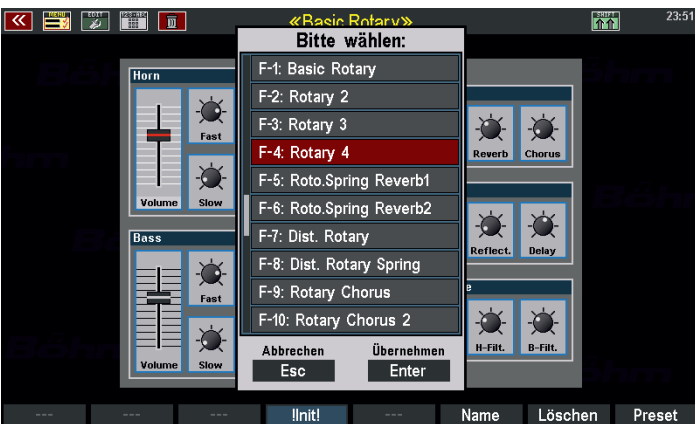 MENU
EDIT
«Basic Rotary»
SHIFT
23:51
Bitte wählen:
F-1: Basic Rotary
F-2: Rotary 2
F-3: Rotary 3
F-4: Rotary 4
F-5: Roto.Spring Reverb1
F-6: Roto.Spring Reverb2
F-7: Dist. Rotary
F-8: Dist. Rotary Spring
F-9: Rotary Chorus
F-10: Rotary Chorus 2
Abbrechen Übernehmen
Esc Enter
Horn
Fast
Volume Slow
Bass
Fast
Volume Slow
Reverb Chorus
Reflect. Delay
e
H-Filt. B-Filt.
--- --- --- !Init! --- Name Löschen Preset